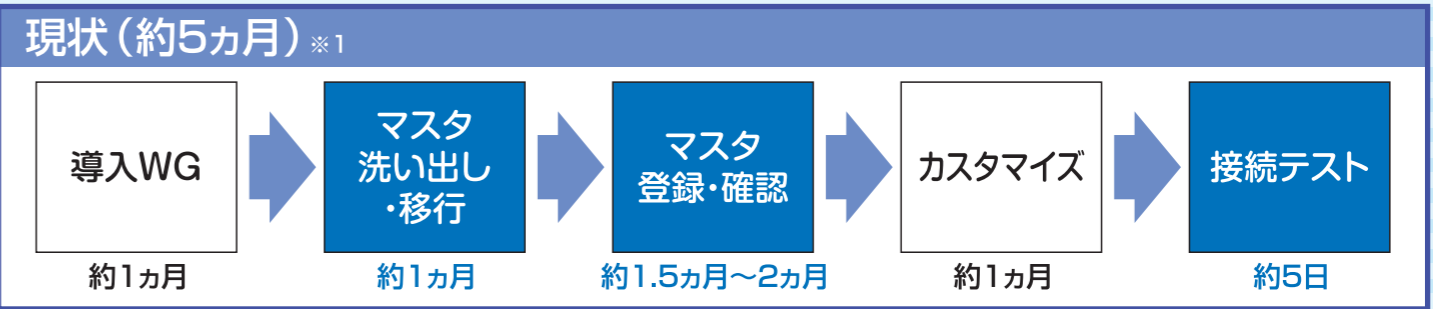 現状（約5ヵ月）※1
導入WG
マスタ
洗い出し
・移行
マスタ
登録・確認
カスタマイズ
接続テスト
約1ヵ月
約1ヵ月
約1.5ヵ月〜2ヵ月
約1ヵ月
約5日